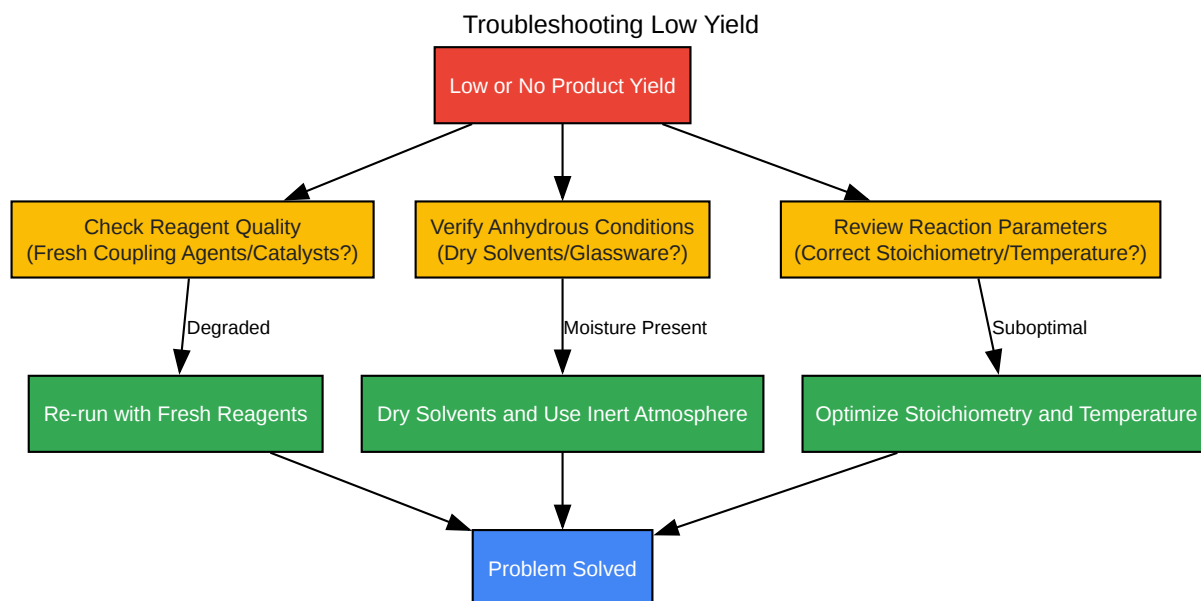 Troubleshooting Low Yield
Low or No Product Yield
Check Reagent Quality
(Fresh Coupling Agents/Catalysts?)
Verify Anhydrous Conditions
(Dry Solvents/Glassware?)
Review Reaction Parameters
(Correct Stoichiometry/Temperature?)
Degraded
Moisture Present
Suboptimal
Re-run with Fresh Reagents
Dry Solvents and Use Inert Atmosphere
Optimize Stoichiometry and Temperature
Problem Solved